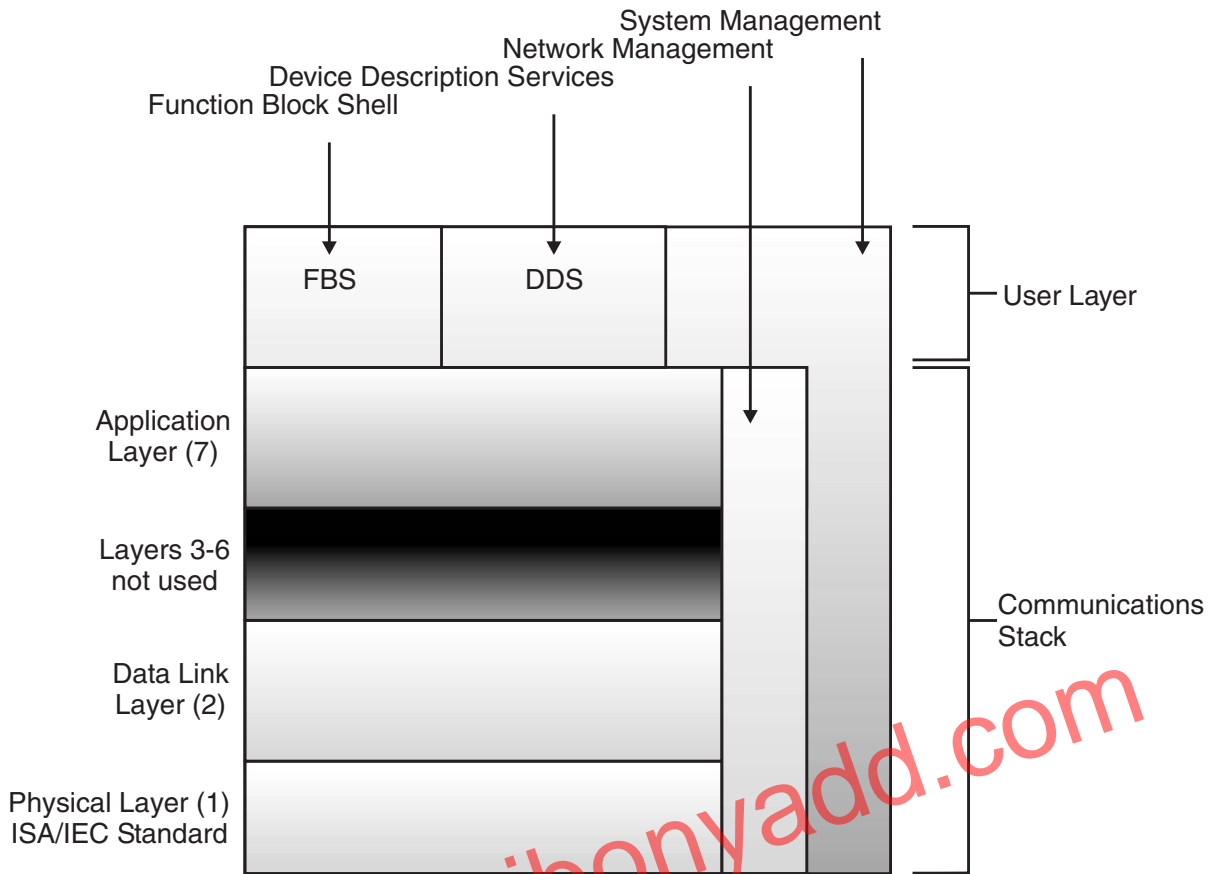 System Management
Network Management
Device Description Services
Function Block Shell
FBS
DDS
User Layer
Application
Layer (7)
Layers 3-6
not used
Communications
Stack
Data Link
Layer (2)
Physical Layer (1)
ISA/IEC Standard